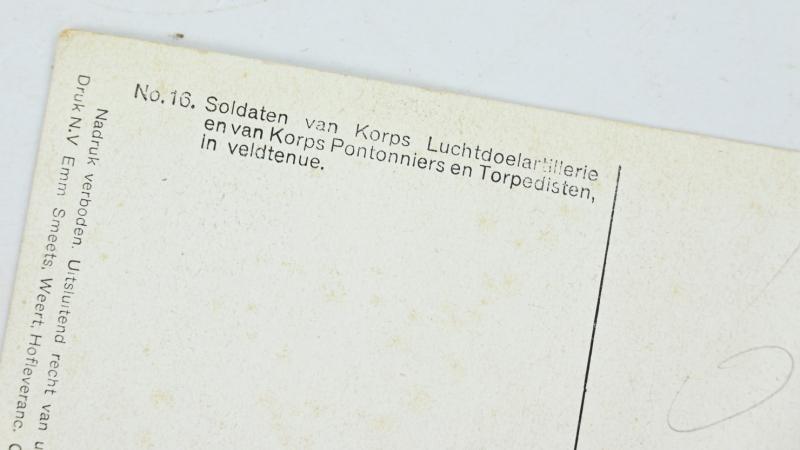 No. 16. Soldaten van Korps Luchtdoelartillerie
en van Korps Pontonniers en Torpedisten,
in veldtenue.
Nadruk verboden. Uitsluitend recht van
Druk N.V Emm Smeets, Weert, Hofleveranc.